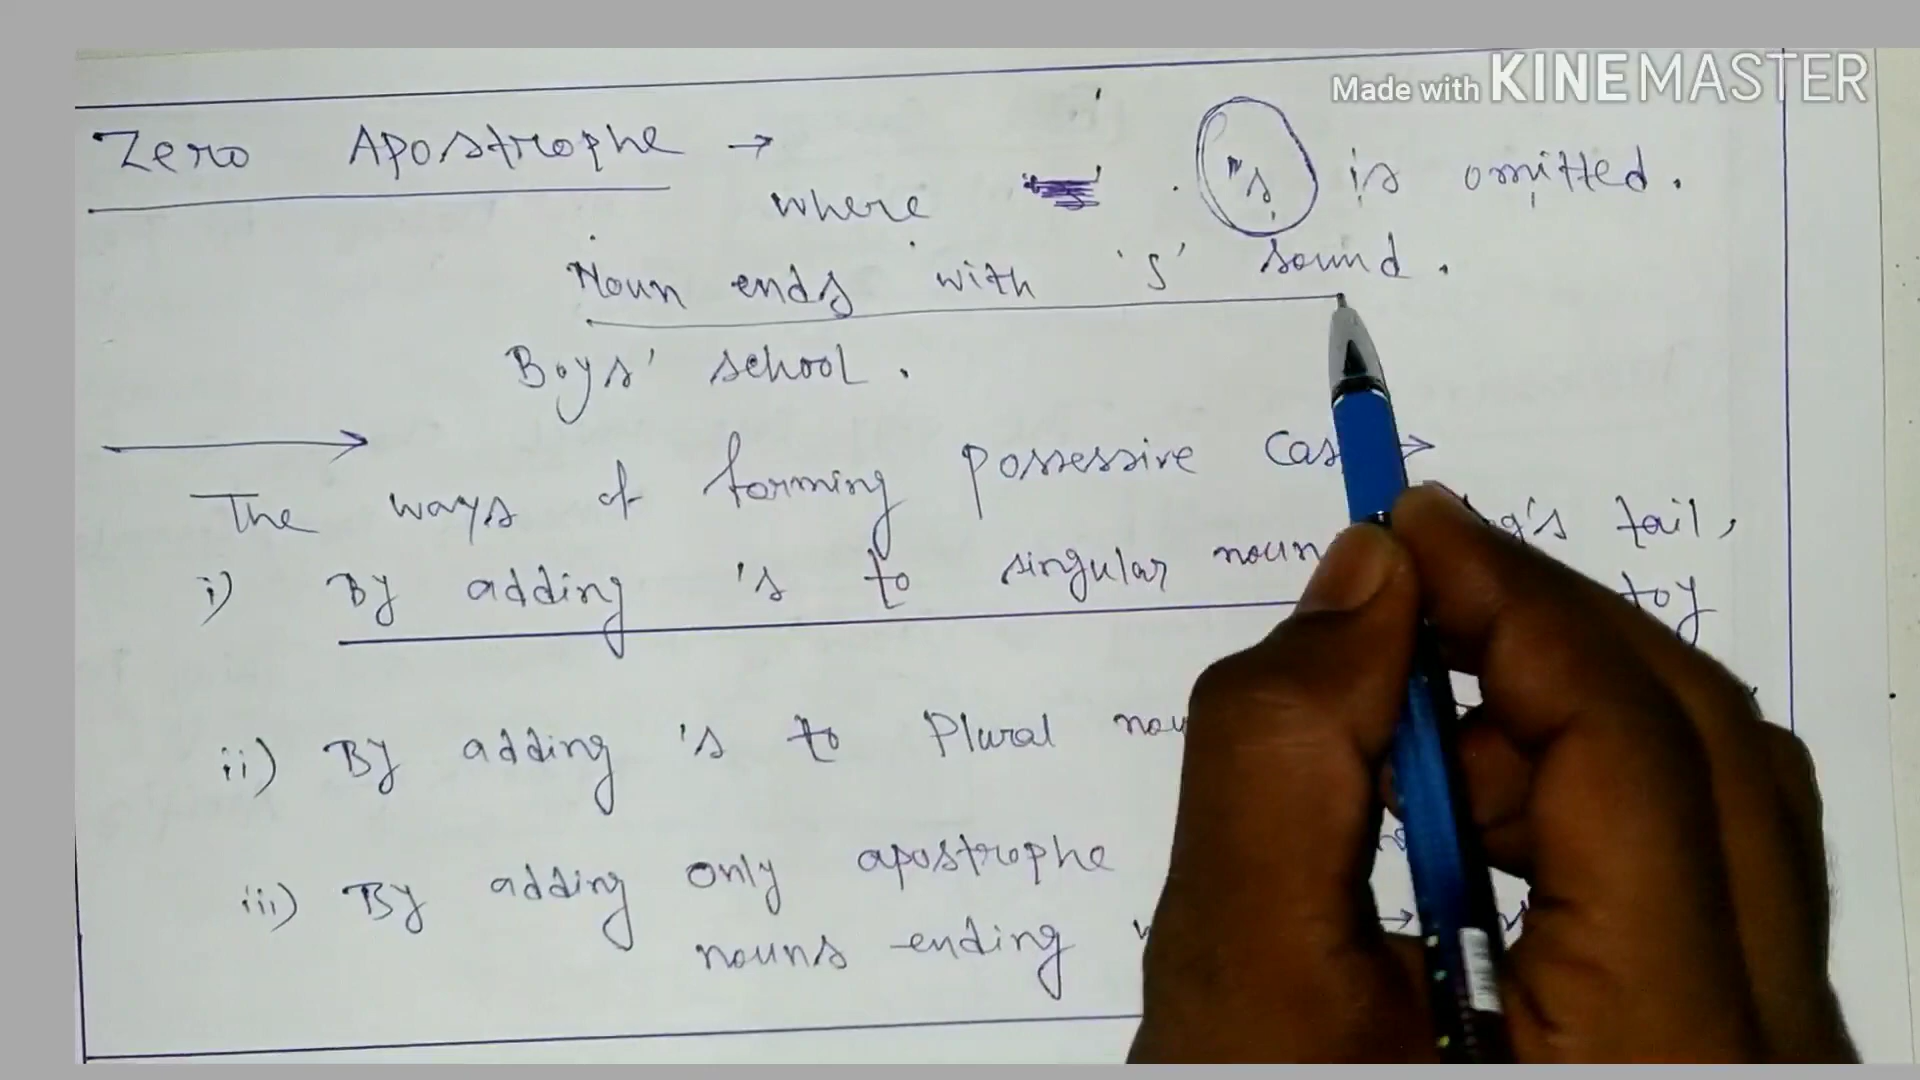 Made with KINEMASTER
Zero Apostrophe →
where 's is omitted.
Noun ends with 's' sound.
Boys' school.
The ways of forming possessive →
i) By adding 's to singular noun tail,
toy
ii) By adding 's to Plural
iii) By adding only apostrophe
nouns ending